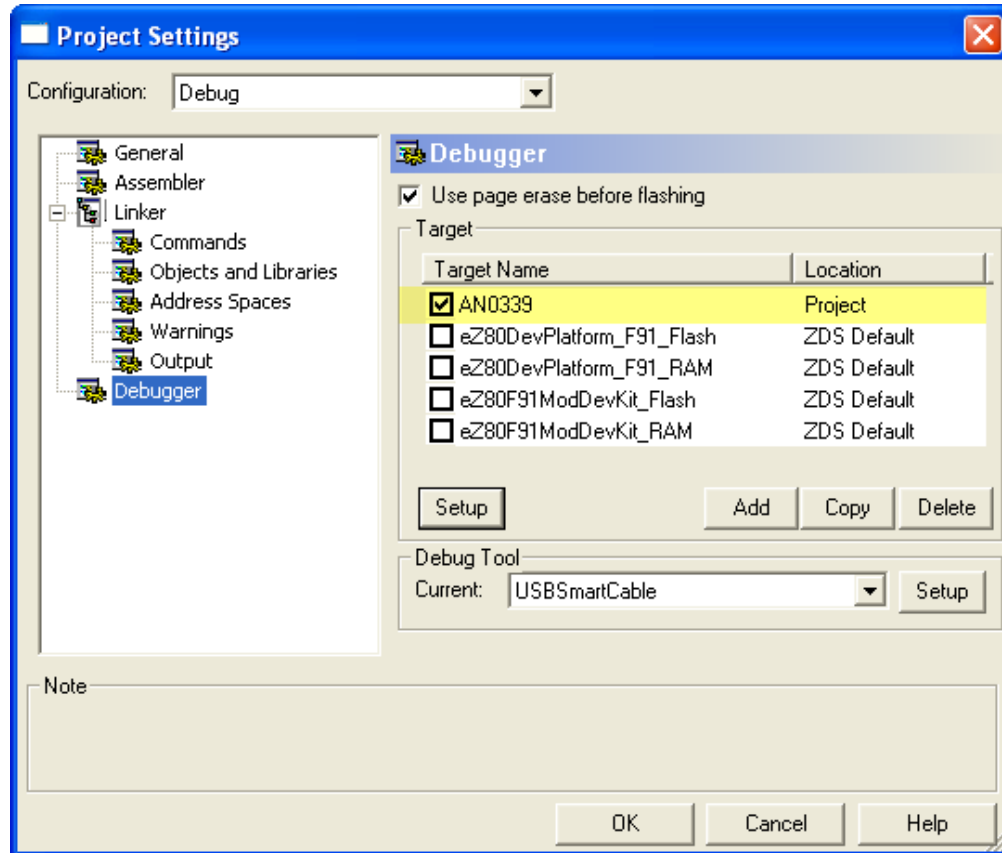 Project Settings
Configuration: Debug
General
Assembler
Linker
Commands
Objects and Libraries
Address Spaces
Warnings
Output
Debugger
Debugger
Use page erase before flashing
Target
Target Name Location
AN0339 Project
eZ80DevPlatform_F91_Flash ZDS Default
eZ80DevPlatform_F91_RAM ZDS Default
eZ80F91ModDevKit_Flash ZDS Default
eZ80F91ModDevKit_RAM ZDS Default
Setup Add Copy Delete
Debug Tool
Current: USBSmartCable Setup
Note
OK Cancel Help